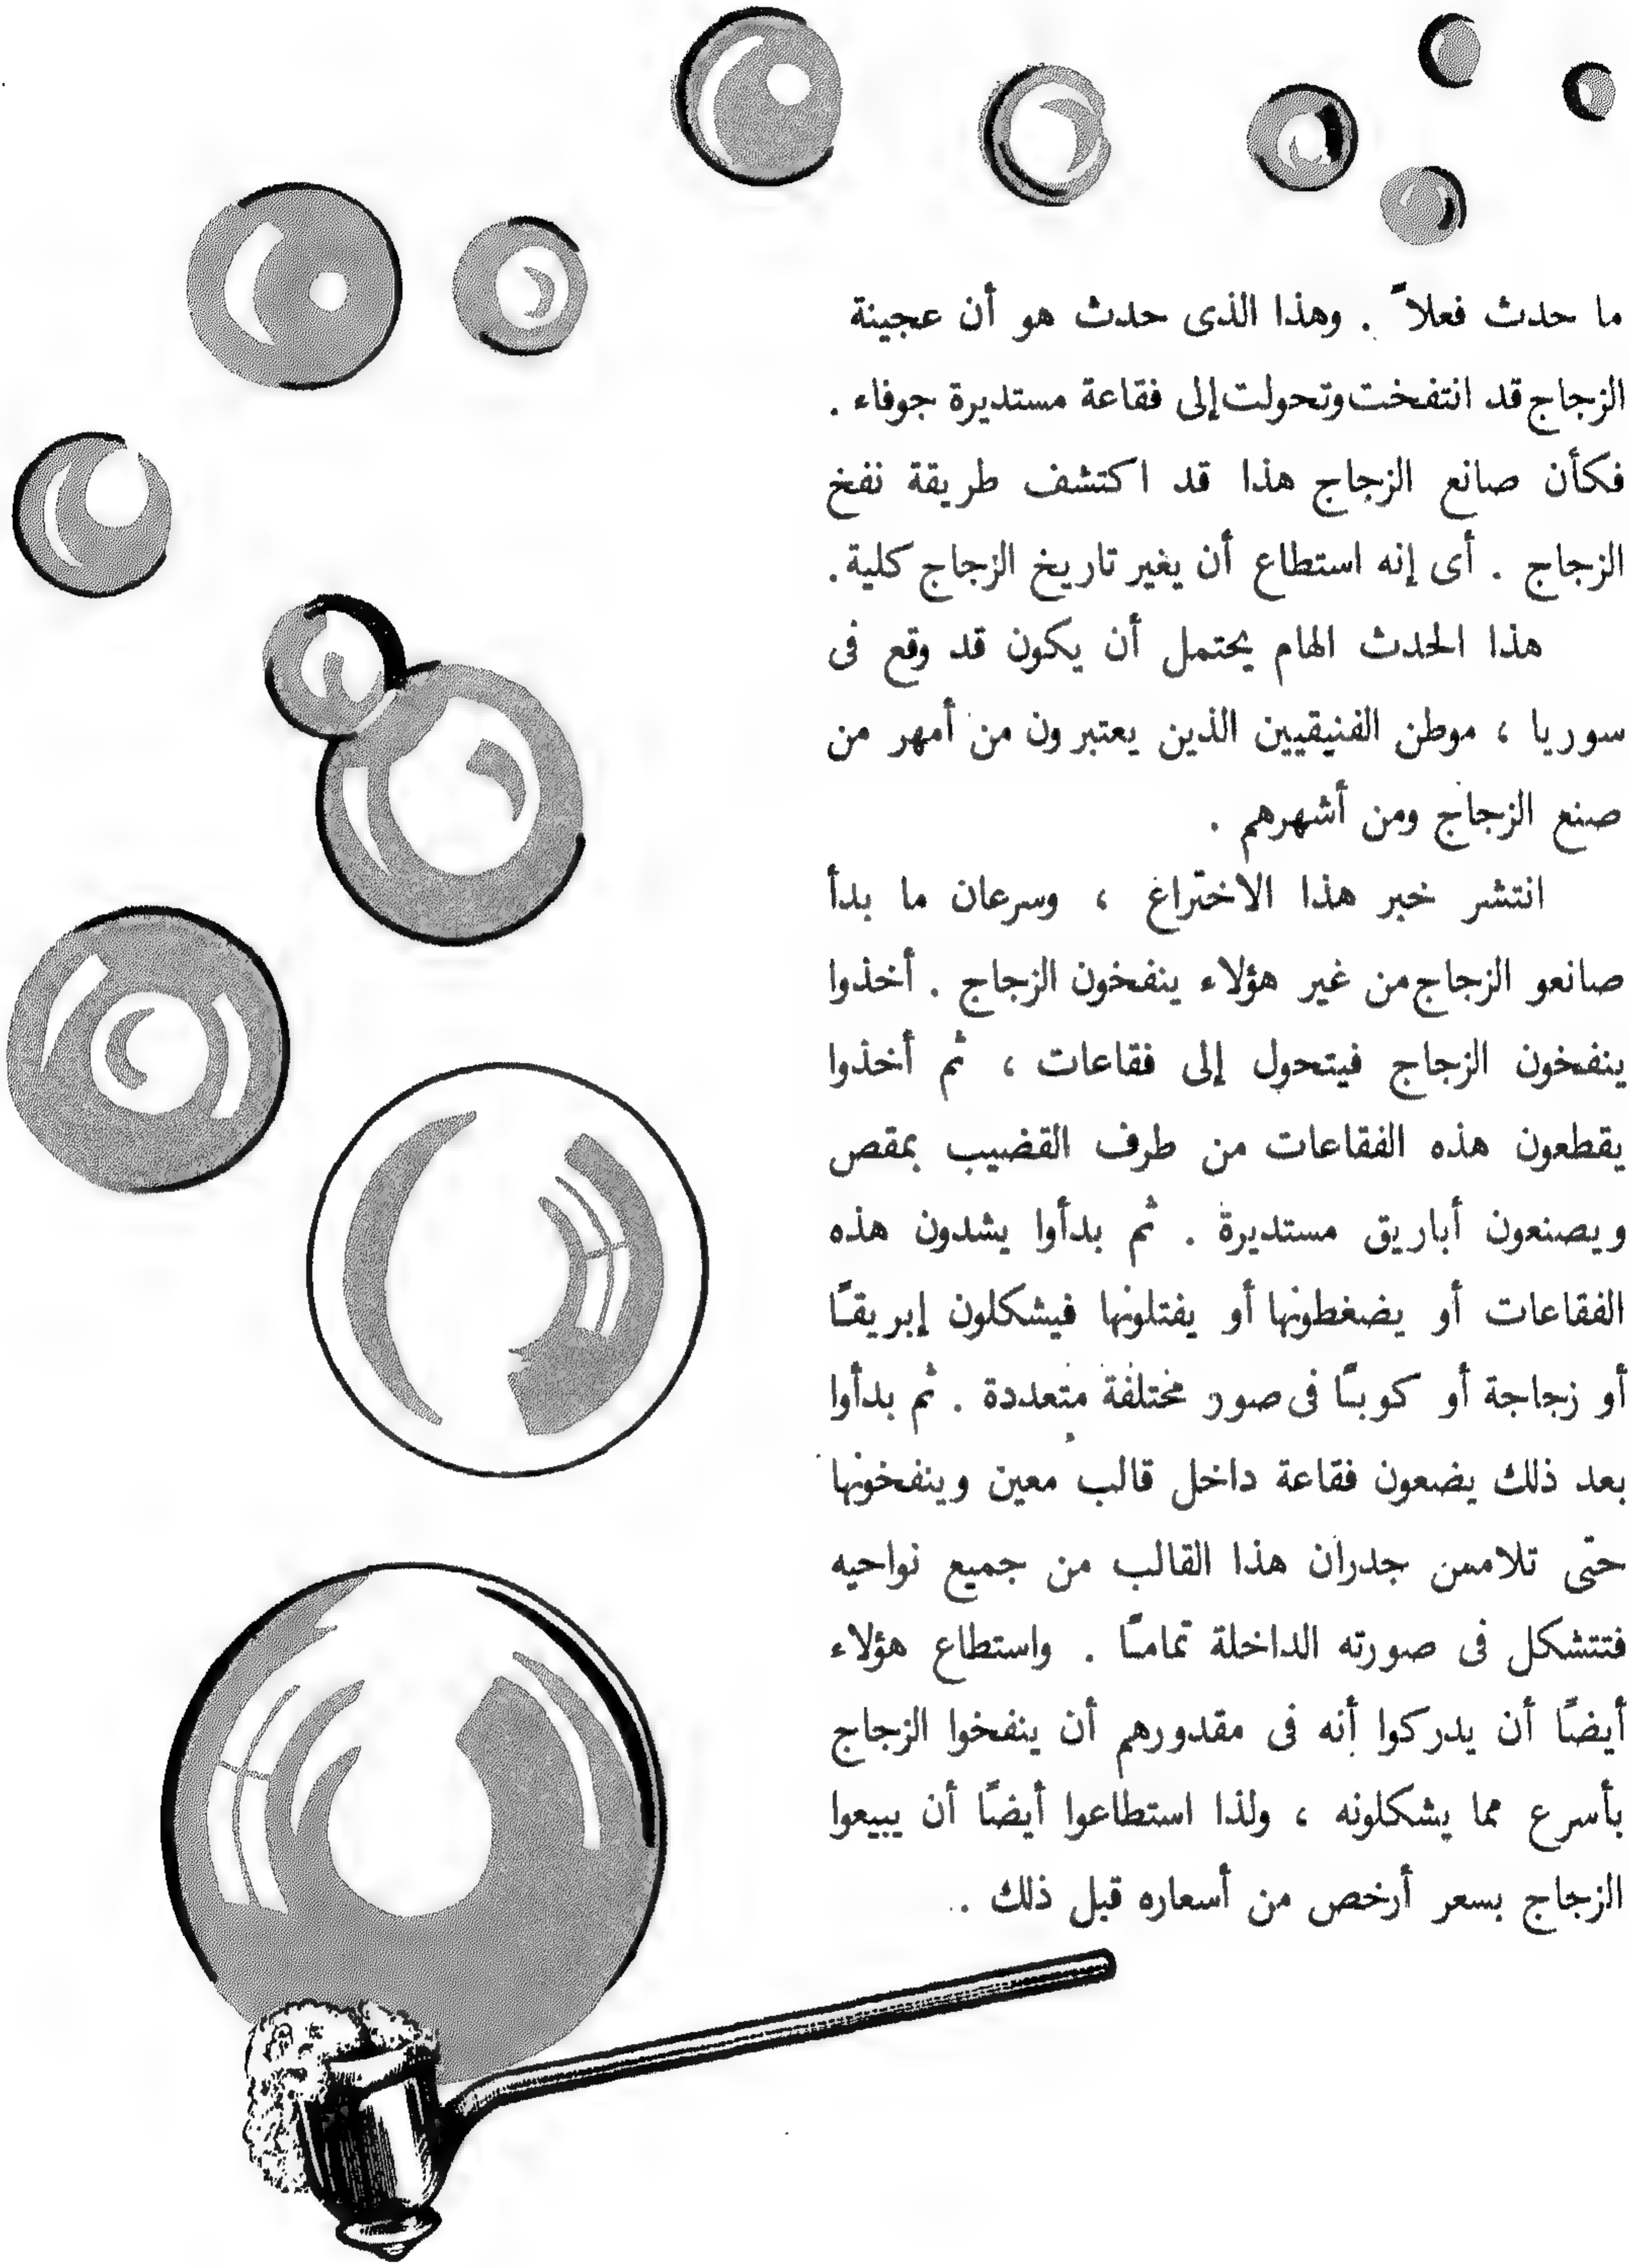 ما حدث فعلاً . وهذا الذى حدث هو أن عجينة
الزجاج قد انتفخت وتحولت إلى فقاعة مستديرة جوفاء .
فكأن صانع الزجاج هذا قد اكتشف طريقة نفخ
الزجاج . أى إنه استطاع أن يغير تاريخ الزجاج كلية .
هذا الحدث الهام يحتمل أن يكون قد وقع فى
سوريا ، موطن الفنيقيين الذين يعتبرون من أمهر من
صنع الزجاج ومن أشهرهم .
انتشر خبر هذا الاختراغ ، وسرعان ما بدأ
صانعو الزجاج من غير هؤلاء ينفخون الزجاج . أخذوا
ينفخون الزجاج فيتحول إلى فقاعات ، ثم أخذوا
يقطعون هذه الفقاعات من طرف القضيب بمقص
ويصنعون أباريق مستديرة . ثم بدأوا يشدون هذه
الفقاعات أو يضغطونها أو يفتلونها فيشكلون إبريقًا
أو زجاجة أو كوبًا فى صور مختلفة متعددة . ثم بدأوا
بعد ذلك يضعون فقاعة داخل قالب معين وينفخونها
حتى تلامس جدران هذا القالب من جميع نواحيه
فتتشكل فى صورته الداخلة تمامًا . واستطاع هؤلاء
أيضًا أن يدركوا أنه فى مقدورهم أن ينفخوا الزجاج
بأسرع مما يشكلونه ، ولذا استطاعوا أيضًا أن يبيعوا
الزجاج بسعر أرخص من أسعاره قبل ذلك .